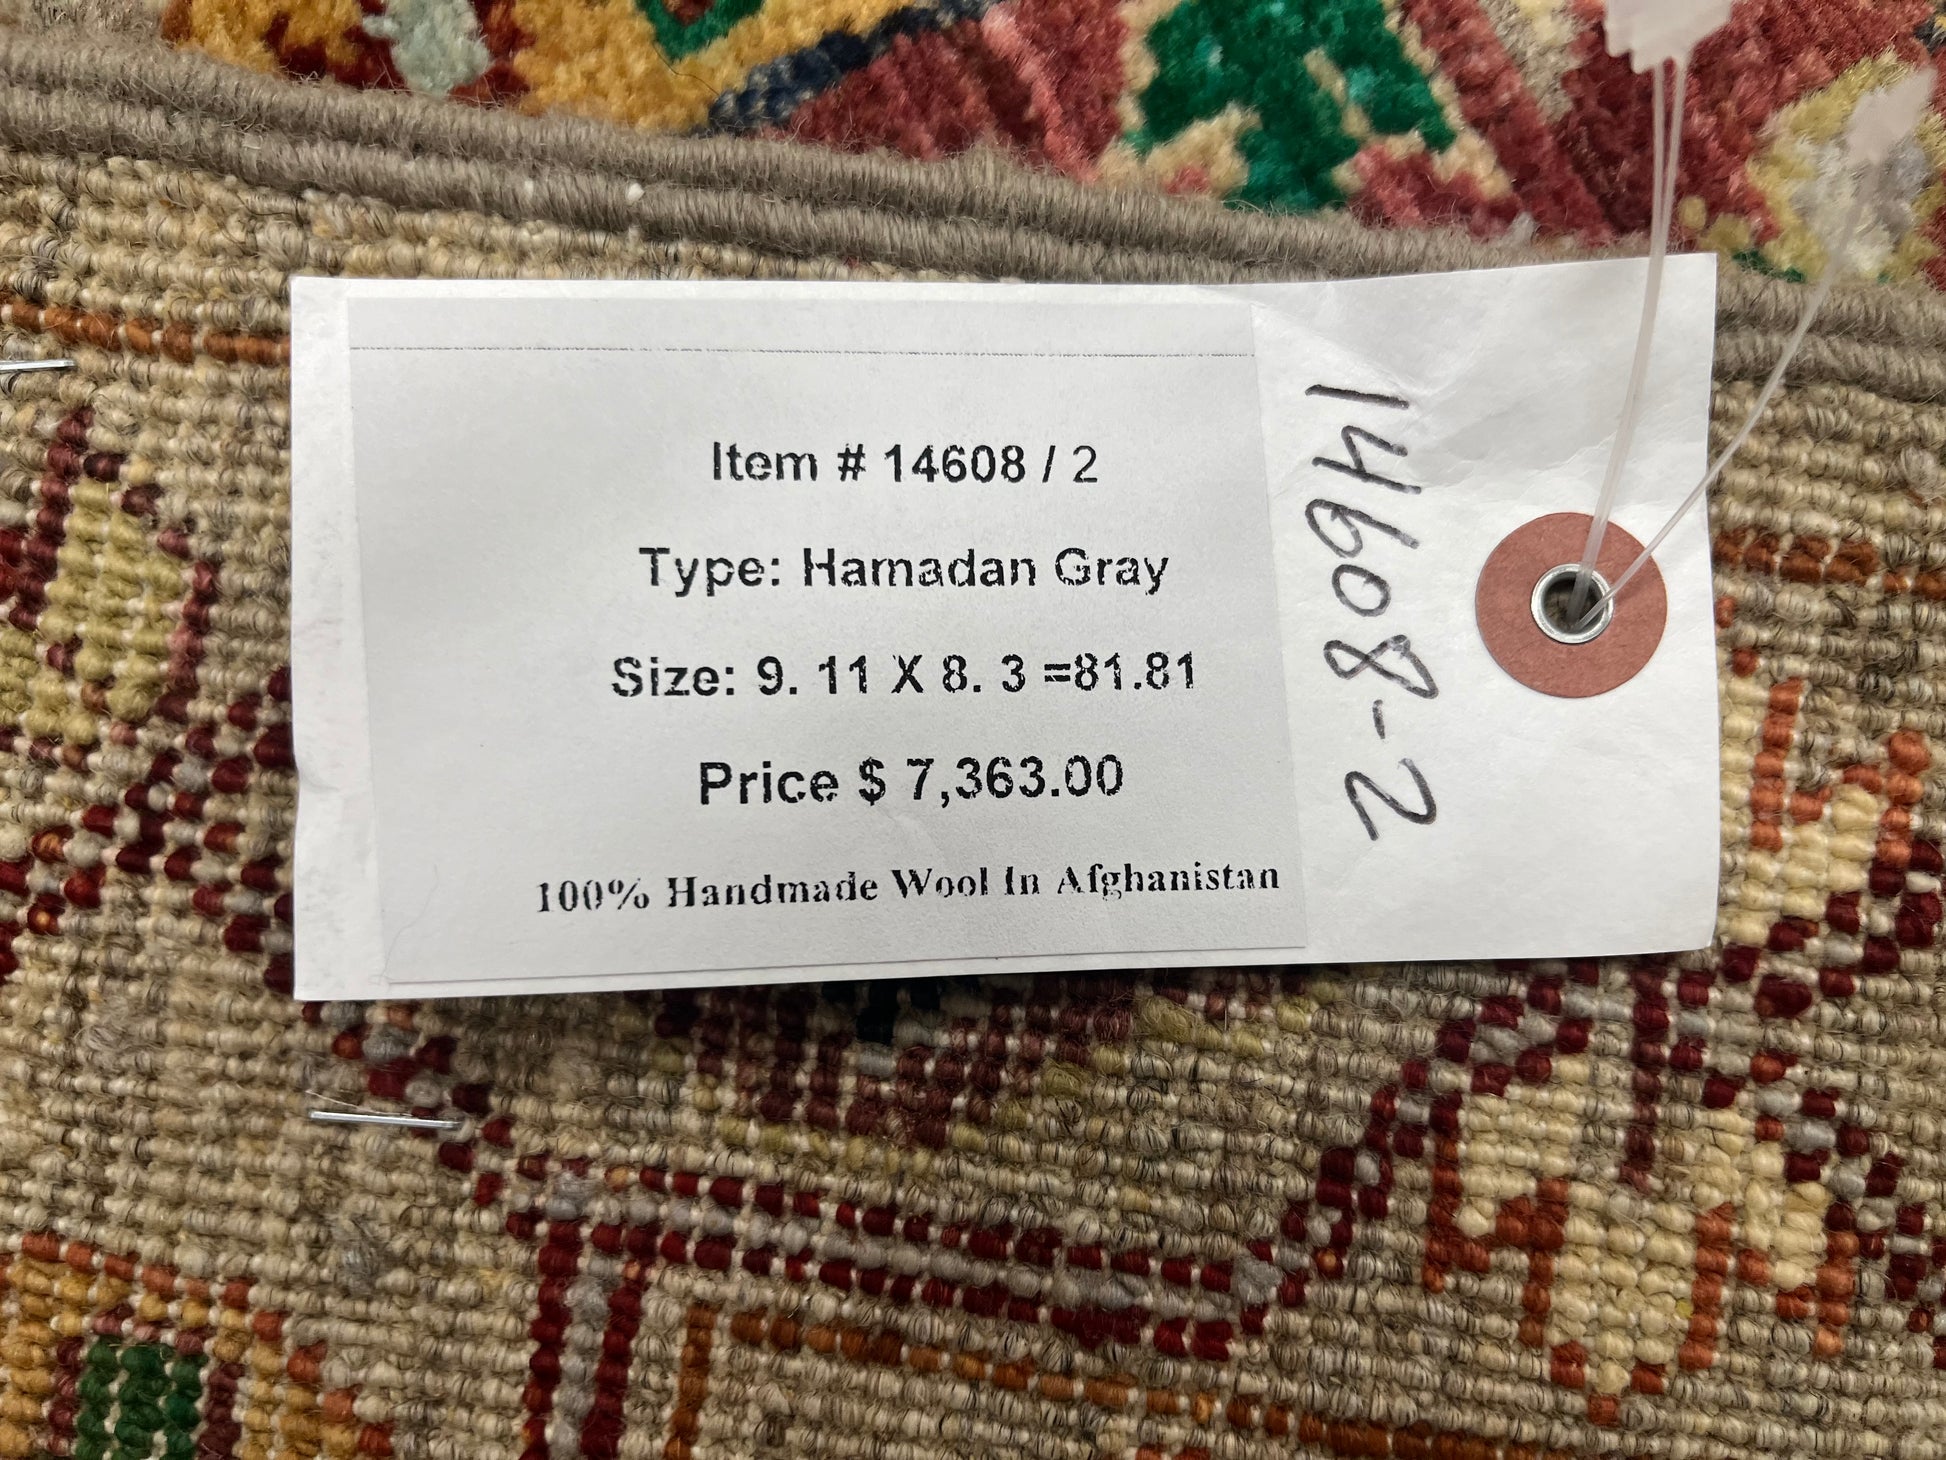 Item # 14608 / 2
Type: Hamadan Gray
Size: 9. 11 X 8. 3 =81.81
Price $ 7,363.00
100% Handmade Wool In Afghanistan
14608-2